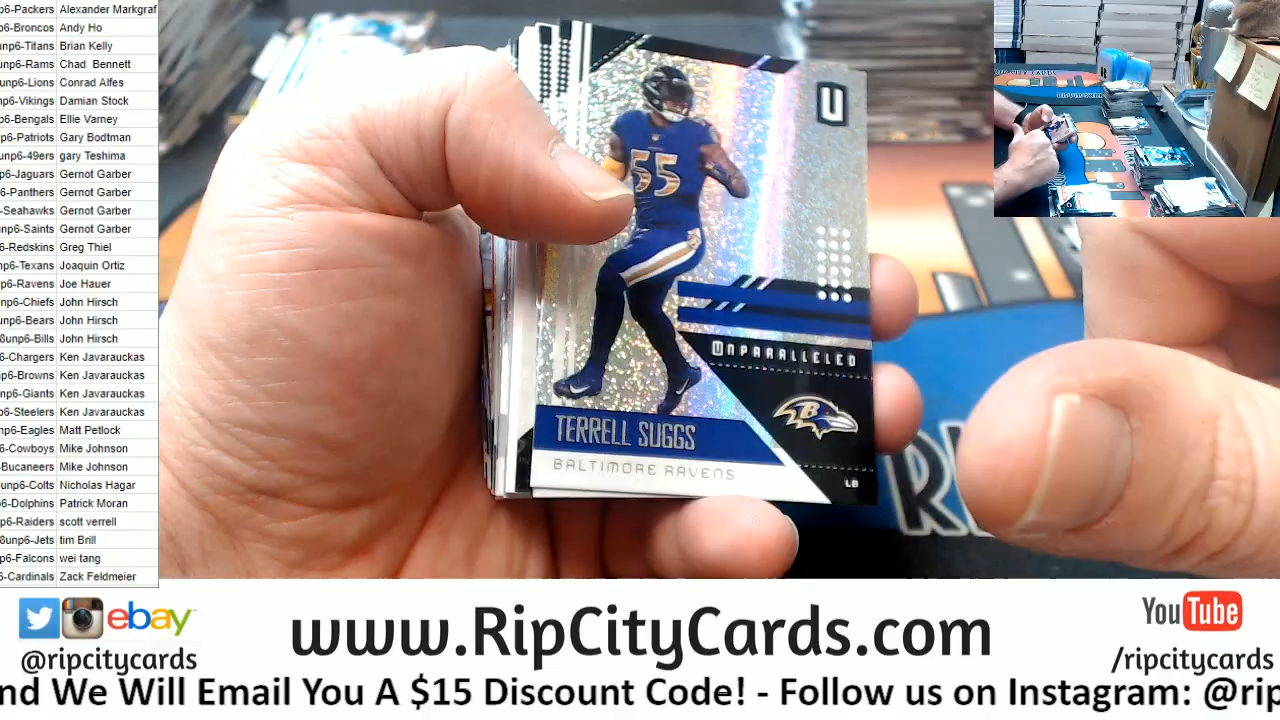 np6-Packers Alexander Markgraf
np6-Broncos Andy Ho
unp6-Titans Brian Kelly
unp6-Rams Chad Bennett
unp6-Lions Conrad Alfes
unp6-Vikings Damian Stock
np6-Bengals Ellie Varney
np6-Patriots Gary Bodtman
unp6-49ers gary Teshima
np6-Jaguars Gernot Garber
np6-Panthers Gernot Garber
-Seahawks Gernot Garber
unp6-Saints Gernot Garber
6-Redskins Greg Thiel
np6-Texans Joaquin Ortiz
np6-Ravens Joe Hauer
np6-Chiefs John Hirsch
unp6-Bears John Hirsch
8unp6-Bills John Hirsch
6-Chargers Ken Javarauckas
p6-Browns Ken Javarauckas
unp6-Giants Ken Javarauckas
6-Steelers Ken Javarauckas
np6-Eagles Matt Petlock
6-Cowboys Mike Johnson
-Bucaneers Mike Johnson
unp6-Colts Nicholas Hagar
6-Dolphins Patrick Moran
np6-Raiders scott verrell
8unp6-Jets tim Brill
np6-Falcons wei tang
6-Cardinals Zack Feldmeier
U
55
UNPARALLELED
TERRELL SUGGS
BALTIMORE RAVENS
LB
ebay
@ripcitycards
www.RipCityCards.com
YouTube
/ripcitycards
nd We Will Email You A $15 Discount Code! - Follow us on Instagram: @rip